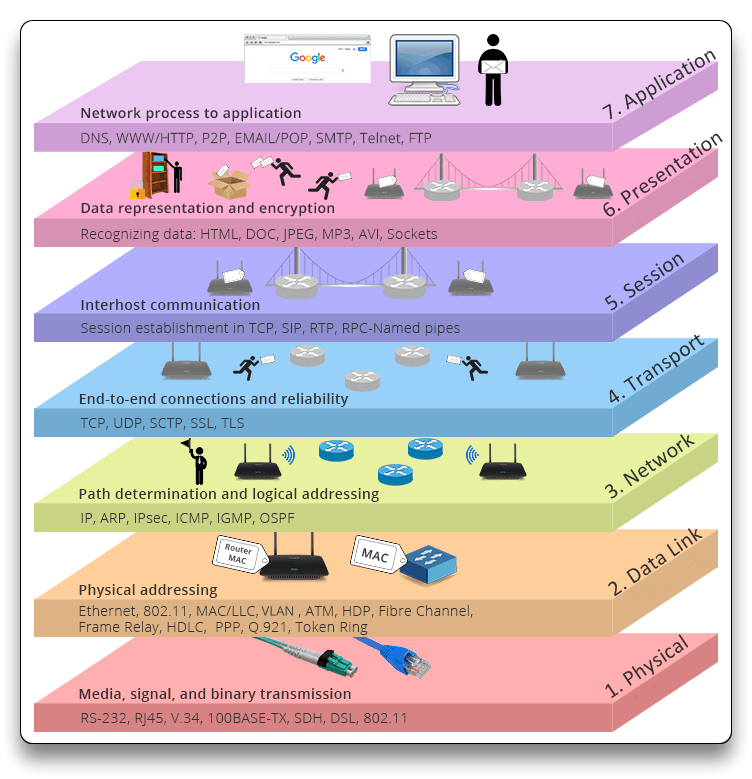 Google
7. Application
Network process to application
DNS, WWW/HTTP, P2P, EMAIL/POP, SMTP, Telnet, FTP
6. Presentation
Data representation and encryption
Recognizing data: HTML, DOC, JPEG, MP3, AVI, Sockets
5. Session
Interhost communication
Session establishment in TCP, SIP, RTP, RPC-Named pipes
4. Transport
End-to-end connections and reliability
TCP, UDP, SCTP, SSL, TLS
3. Network
Path determination and logical addressing
IP, ARP, IPsec, ICMP, IGMP, OSPF
Router
MAC
MAC
2. Data Link
Physical addressing
Ethernet, 802.11, MAC/LLC, VLAN , ATM, HDP, Fibre Channel,
Frame Relay, HDLC, PPP, Q.921, Token Ring
1. Physical
Media, signal, and binary transmission
RS-232, RJ45, V.34, 100BASE-TX, SDH, DSL, 802.11